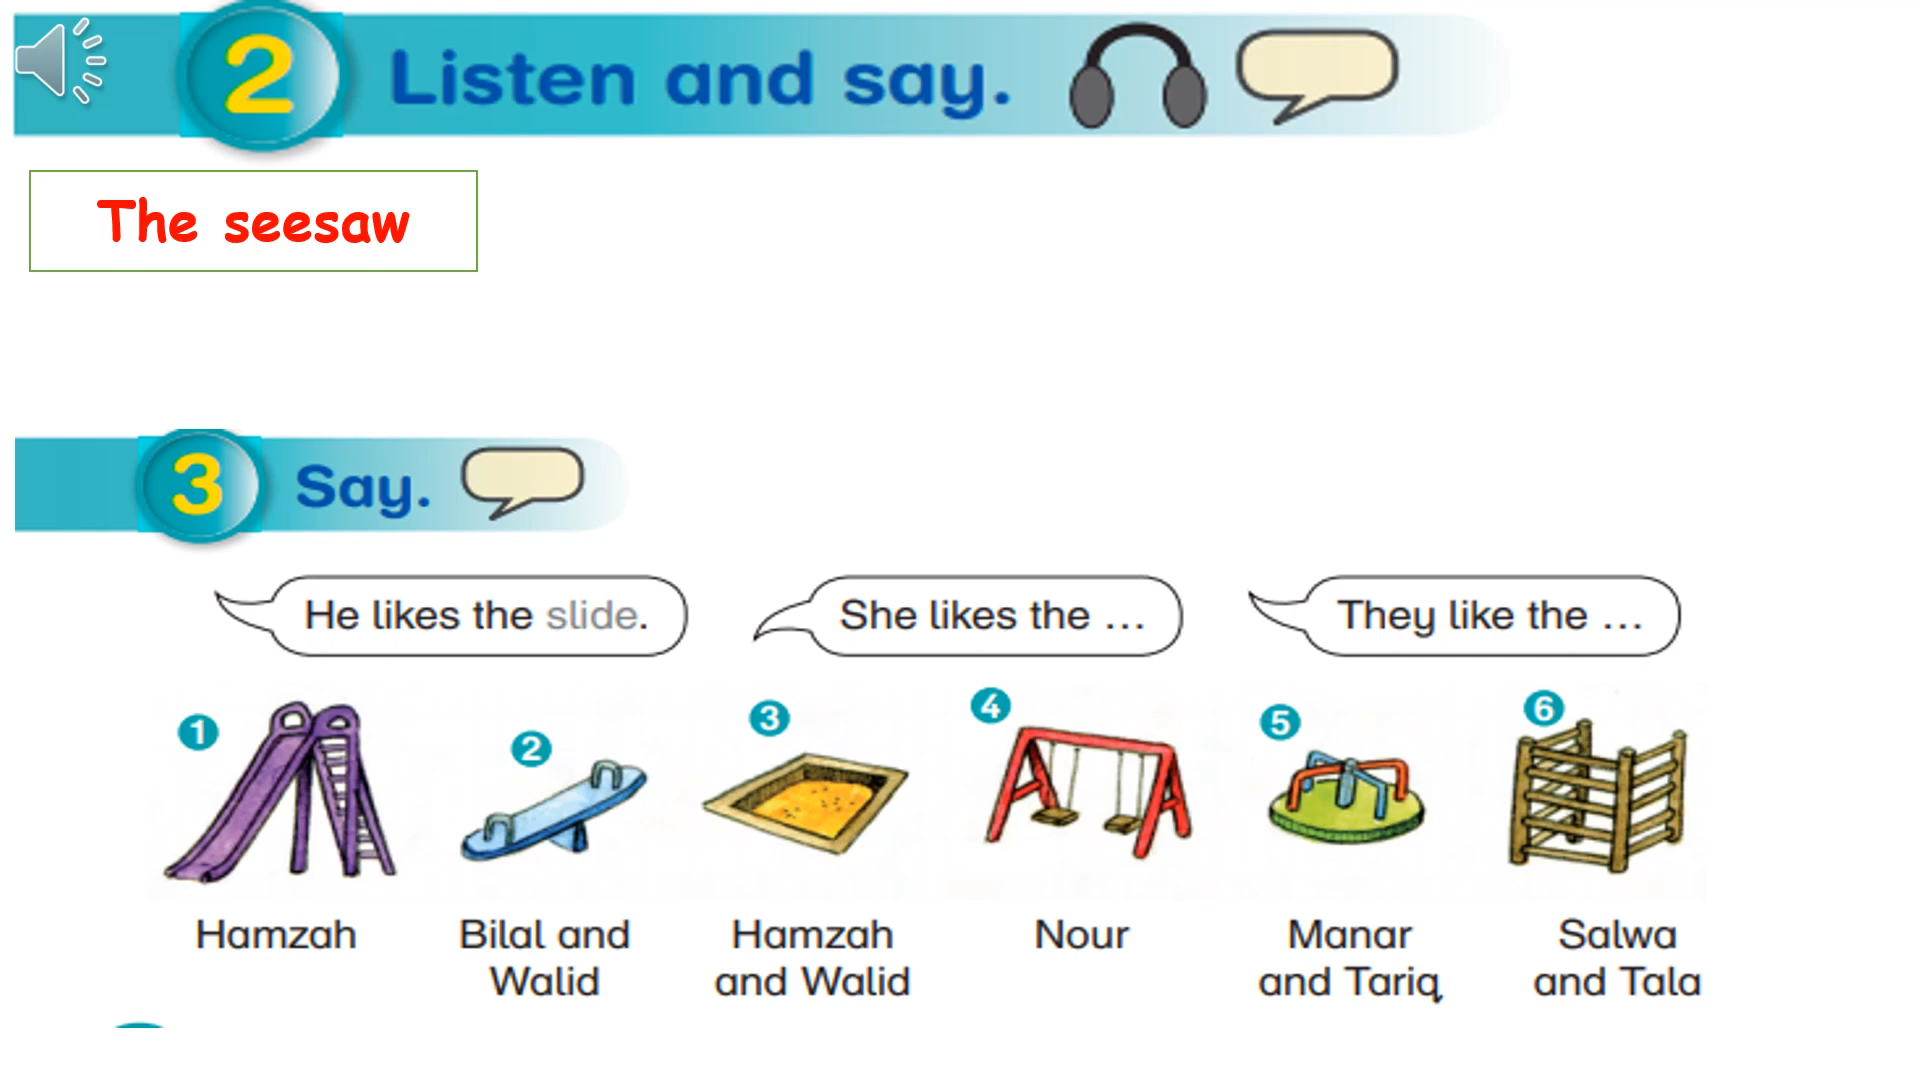 2 Listen and say.
The seesaw
3 Say.
He likes the slide.
She likes the ...
They like the ...
1
2
3
4
5
6
Hamzah
Bilal and
Walid
Hamzah
and Walid
Nour
Manar
and Tariq
Salwa
and Tala